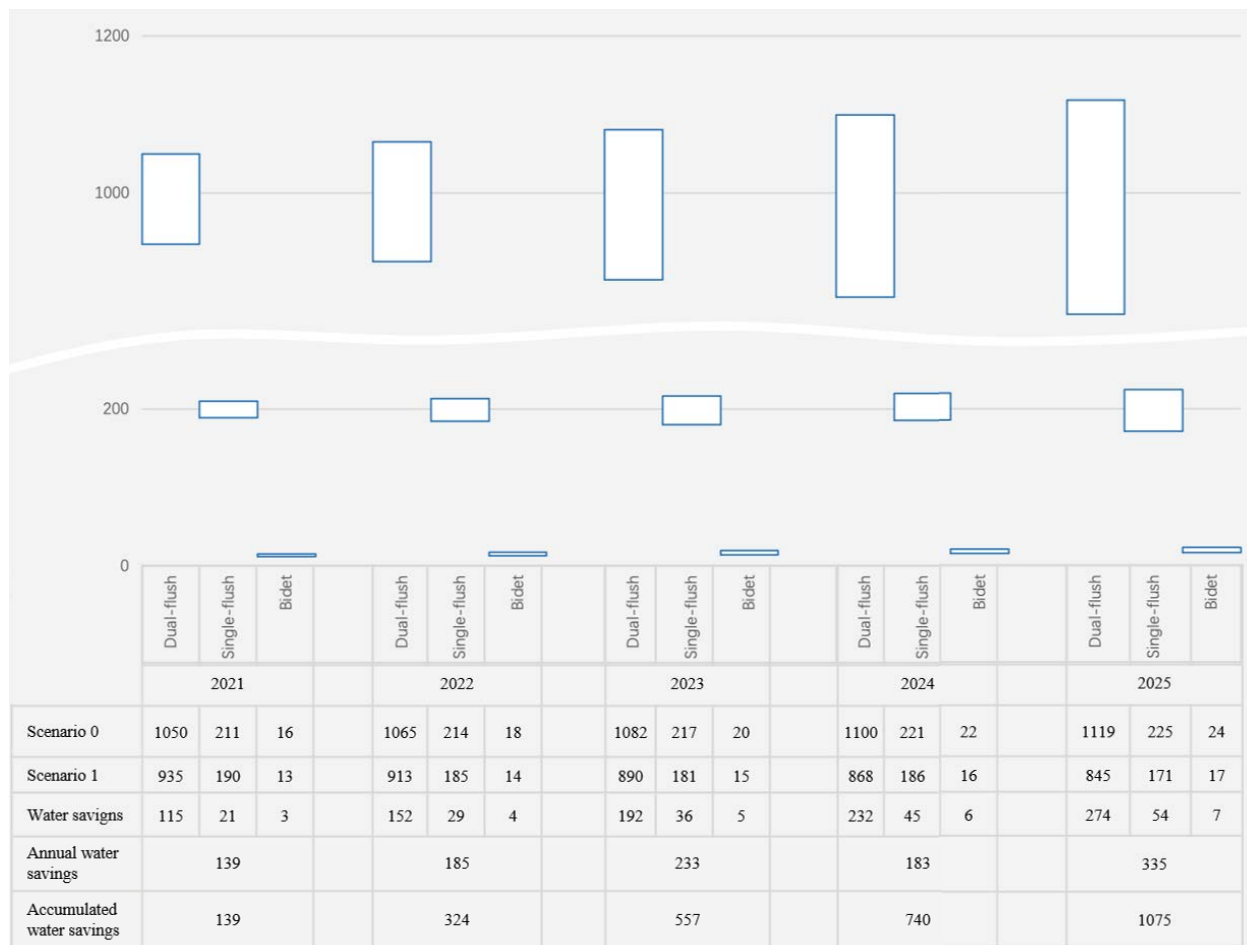 1200
1000
200
0
Dual-flush Single-flush Bidet Dual-flush Single-flush Bidet Dual-flush Single-flush Bidet Dual-flush Single-flush Bidet Dual-flush Single-flush Bidet
2021 2022 2023 2024 2025
Scenario 0 1050 211 16 1065 214 18 1082 217 20 1100 221 22 1119 225 24
Scenario 1 935 190 13 913 185 14 890 181 15 868 186 16 845 171 17
Water savigns 115 21 3 152 29 4 192 36 5 232 45 6 274 54 7
Annual water
savings 139 185 233 183 335
Accumulated
water savings 139 324 557 740 1075